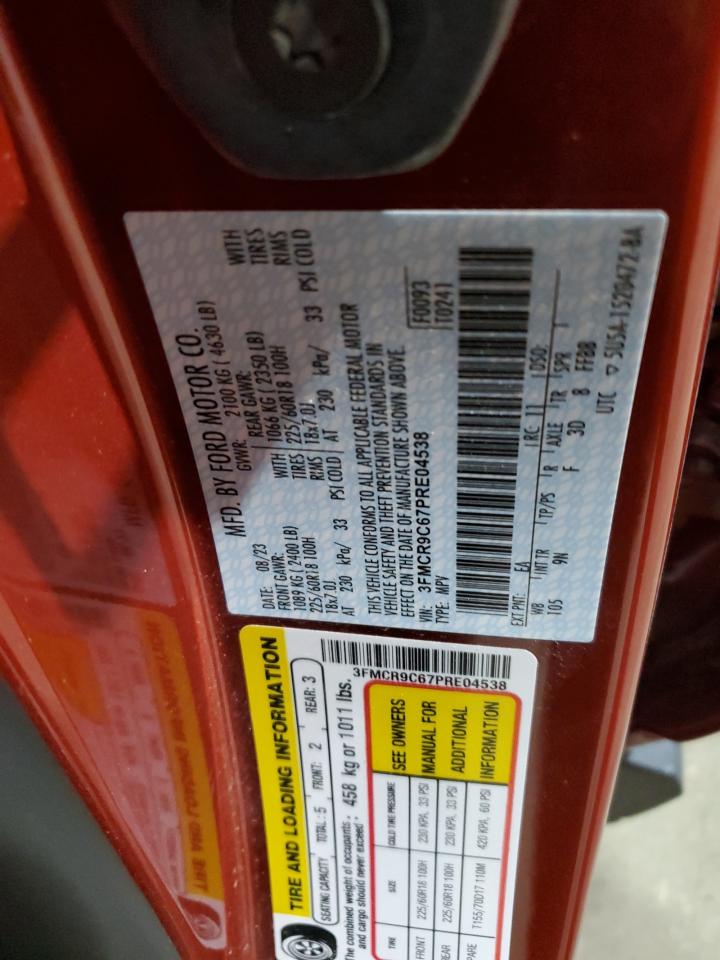 MFD. BY FORD MOTOR CO.
DATE: 08/23 GVWR: 2100 KG ( 4630 LB)
FRONT GAWR: REAR GAWR:
1089 KG ( 2400 LB) WITH 1066 KG ( 2350 LB) WITH
225/60R18 100H TIRES 225/60R18 100H TIRES
18x7.0J RIMS 18x7.0J RIMS
AT 230 kPa/ 33 PSI COLD AT 230 kPa/ 33 PSI COLD
THIS VEHICLE CONFORMS TO ALL APPLICABLE FEDERAL MOTOR
VEHICLE SAFETY AND THEFT PREVENTION STANDARDS IN
EFFECT ON THE DATE OF MANUFACTURE SHOWN ABOVE.
VIN: 3FMCR9C67PRE04538
TYPE: MPV
F0093
T0241
EXT PNT: EA RC: 11 DSO:
WB INT TR TP/PS R AXLE TR SPR
105 9N F 3D 8 FFBB 1
UTC 5U5A-1520472-BA
TIRE AND LOADING INFORMATION
SEATING CAPACITY TOTAL: 5 FRONT: 2 REAR: 3
The combined weight of occupants and cargo should never exceed: 458 kg or 1011 lbs.
3FMCR9C67PRE04538
TIRE SIZE COLD TIRE PRESSURE
FRONT 225/60R18 100H 230 KPA, 33 PSI
EAR 225/60R18 100H 230 KPA, 33 PSI
PARE T155/70D17 110M 420 KPA, 60 PSI
SEE OWNERS
MANUAL FOR
ADDITIONAL
INFORMATION